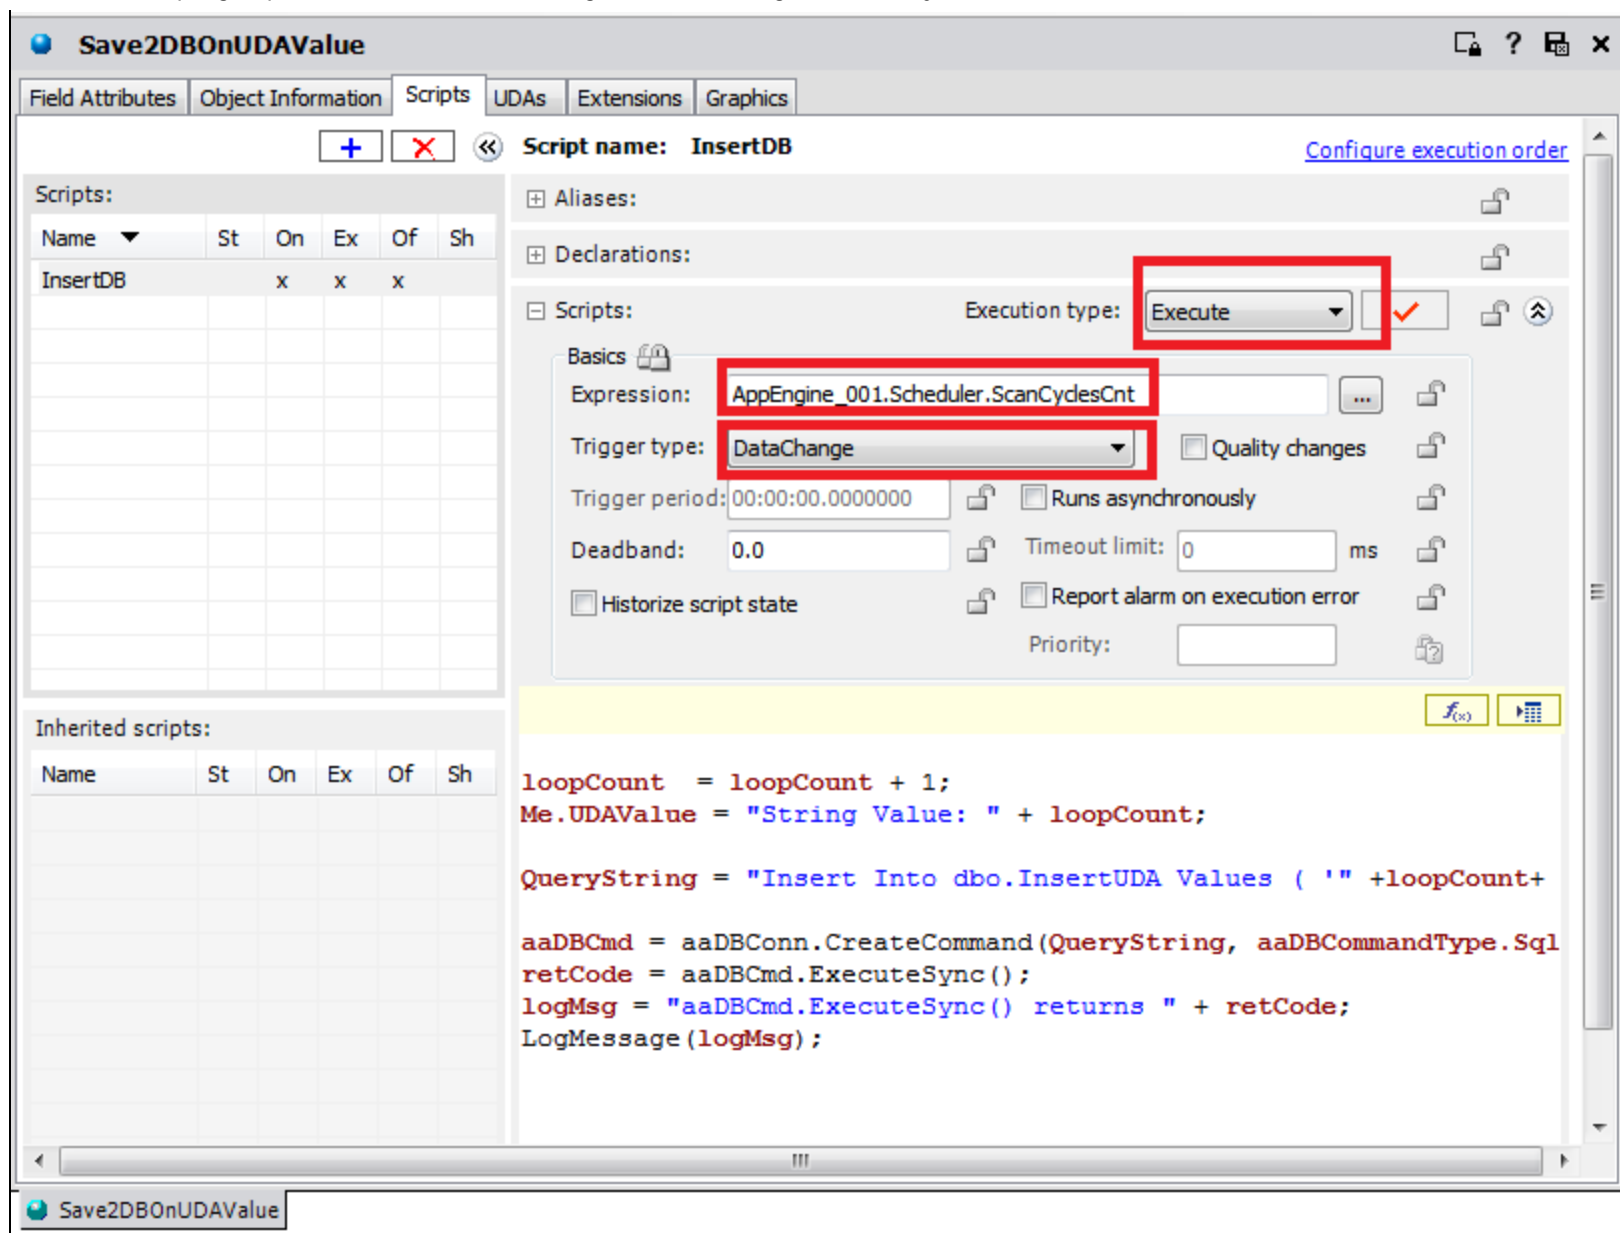 Save2DBOnUDAValue
Field Attributes Object Information Scripts UDAs Extensions Graphics
Script name: InsertDB Configure execution order
Scripts:
Name St On Ex Of Sh
InsertDB x x x
Aliases:
Declarations:
Scripts: Execution type: Execute
Basics
Expression: AppEngine_001.Scheduler.ScanCyclesCnt ...
Trigger type: DataChange Quality changes
Trigger period: 00:00:00.0000000 Runs asynchronously
Deadband: 0.0 Timeout limit: 0 ms
Historize script state Report alarm on execution error
Priority:
f(x)
Inherited scripts:
Name St On Ex Of Sh
loopCount = loopCount + 1;
Me.UDAValue = "String Value: " + loopCount;
QueryString = "Insert Into dbo.InsertUDA Values ( '" +loopCount+
aaDBCmd = aaDBConn.CreateCommand(QueryString, aaDBCommandType.Sql
retCode = aaDBCmd.ExecuteSync();
logMsg = "aaDBCmd.ExecuteSync() returns " + retCode;
LogMessage(logMsg);
Save2DBOnUDAValue